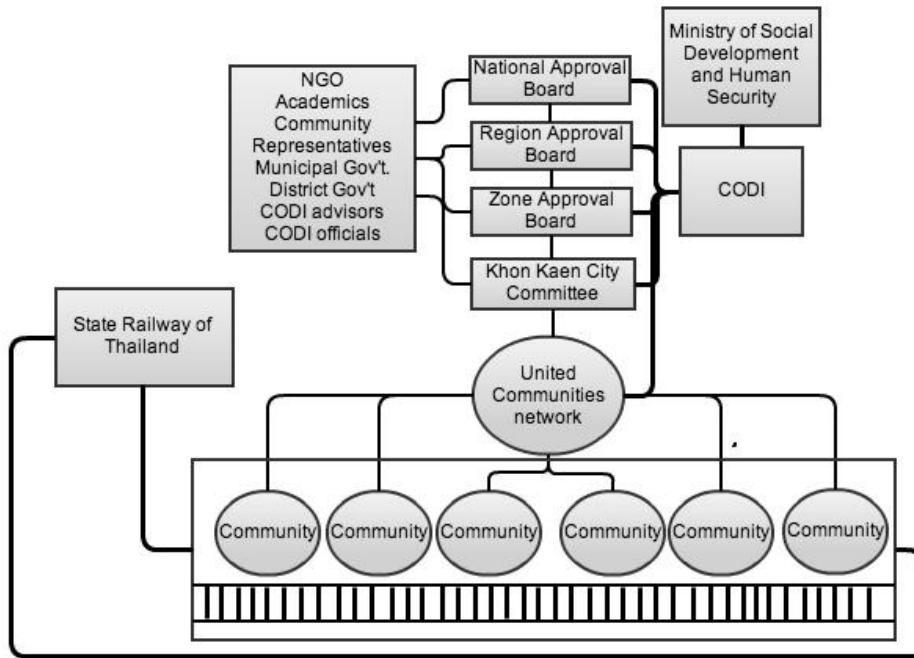 Ministry of Social
Development
and Human
Security
National Approval
Board
NGO
Academics
Community
Representatives
Municipal Gov't.
District Gov't
CODI advisors
CODI officials
Region Approval
Board
CODI
Zone Approval
Board
Khon Kaen City
Committee
State Railway of
Thailand
United
Communities
network
Community
Community
Community
Community
Community
Community